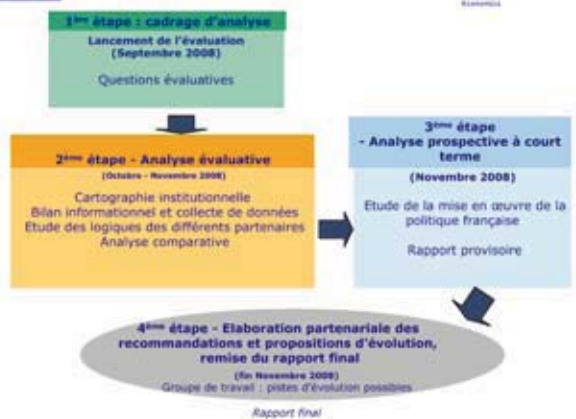 Economics
1ère étape : cadrage d'analyse
Lancement de l'évaluation
(Septembre 2008)
Questions évaluatives
2ème étape - Analyse évaluative
(Octobre - Novembre 2008)
Cartographie institutionnelle
Bilan informationnel et collecte de données
Etude des logiques des différents partenaires
Analyse comparative
3ème étape
- Analyse prospective à court
terme
(Novembre 2008)
Etude de la mise en œuvre de la
politique française
Rapport provisoire
4ème étape - Elaboration partenariale des
recommandations et propositions d'évolution,
remise du rapport final
(fin Novembre 2008)
Groupe de travail : pistes d'évolution possibles
Rapport final